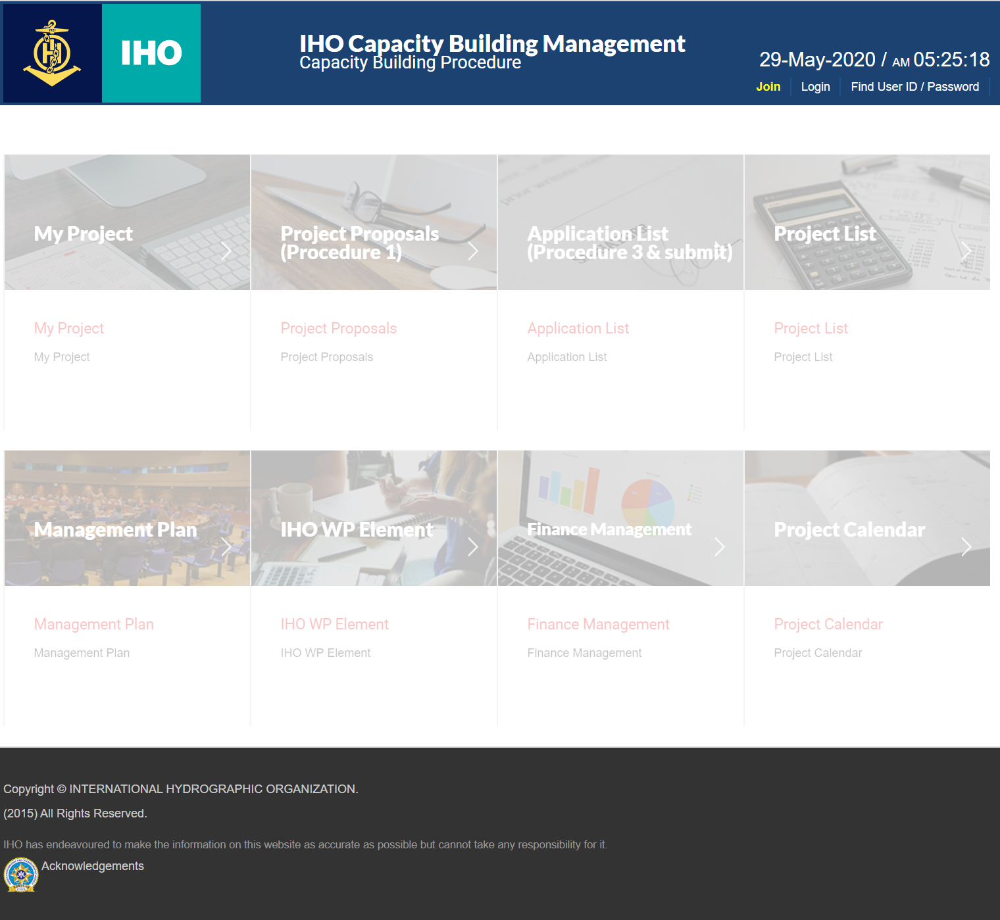 1921
IHO
IHO Capacity Building Management
Capacity Building Procedure
29-May-2020 / AM 05:25:18
Join
Login
Find User ID / Password
My Project
Project Proposals
(Procedure 1)
Application List
(Procedure 3 & submit)
Project List
My Project
My Project
Project Proposals
Project Proposals
Application List
Application List
Project List
Project List
Management Plan
IHO WP Element
Finance Management
Project Calendar
Management Plan
Management Plan
IHO WP Element
IHO WP Element
Finance Management
Finance Management
Project Calendar
Project Calendar
Copyright © INTERNATIONAL HYDROGRAPHIC ORGANIZATION.
(2015) All Rights Reserved.
IHO has endeavoured to make the information on this website as accurate as possible but cannot take any responsibility for it.
Acknowledgements